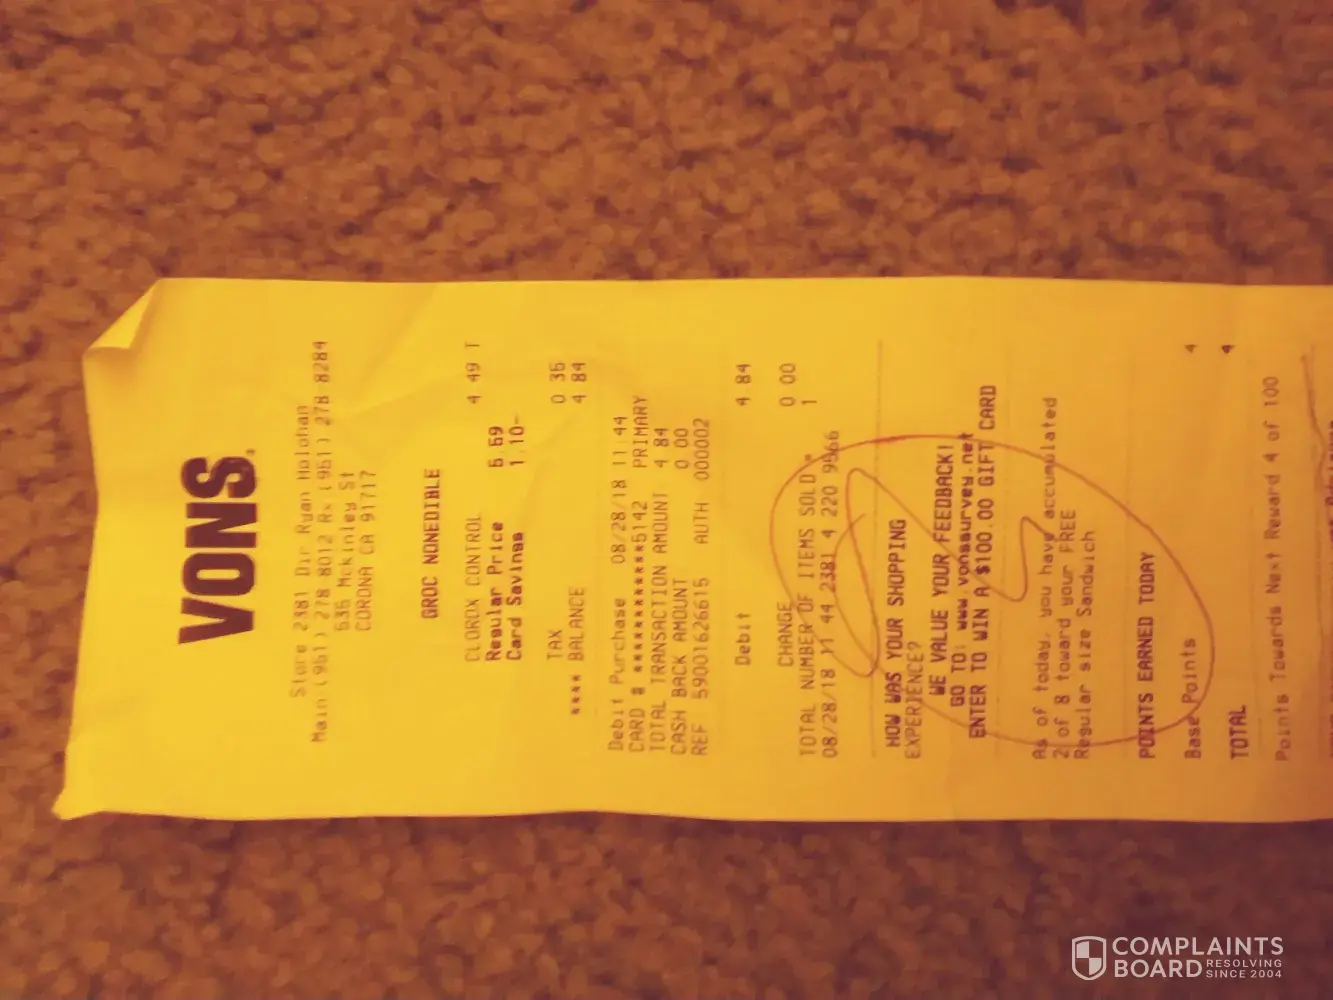 VONS.
Store 2381 Dir Ryan Holohan
Main (951) 278 8012 Rx (951) 278 8284
535 McKinley St
CORONA CA 91717
GROC NONEDIBLE
CLOROX CONTROL 4 49 T
Regular Price 5.59
Card Savings 1.10-
TAX 0 35
**** BALANCE 4 84
Debit Purchase 08/28/18 11 44
CARD # ************5142 PRIMARY
TOTAL TRANSACTION AMOUNT 4 84
CASH BACK AMOUNT 0 00
REF 59001626615 AUTH 000002
Debit 4 84
CHANGE 0 00
TOTAL NUMBER OF ITEMS SOLD = 1
08/28/18 11 44 2381 4 220 9566
HOW WAS YOUR SHOPPING
EXPERIENCE?
WE VALUE YOUR FEEDBACK!
GO TO: www.vonssurvey.net
ENTER TO WIN A $100.00 GIFT CARD
As of today, you have accumulated
2 of 8 toward your FREE
Regular size Sandwich
POINTS EARNED TODAY
Base Points 4
TOTAL 4
Points Towards Next Reward 4 of 100
COMPLAINTS
BOARD RESOLVING
SINCE 2004